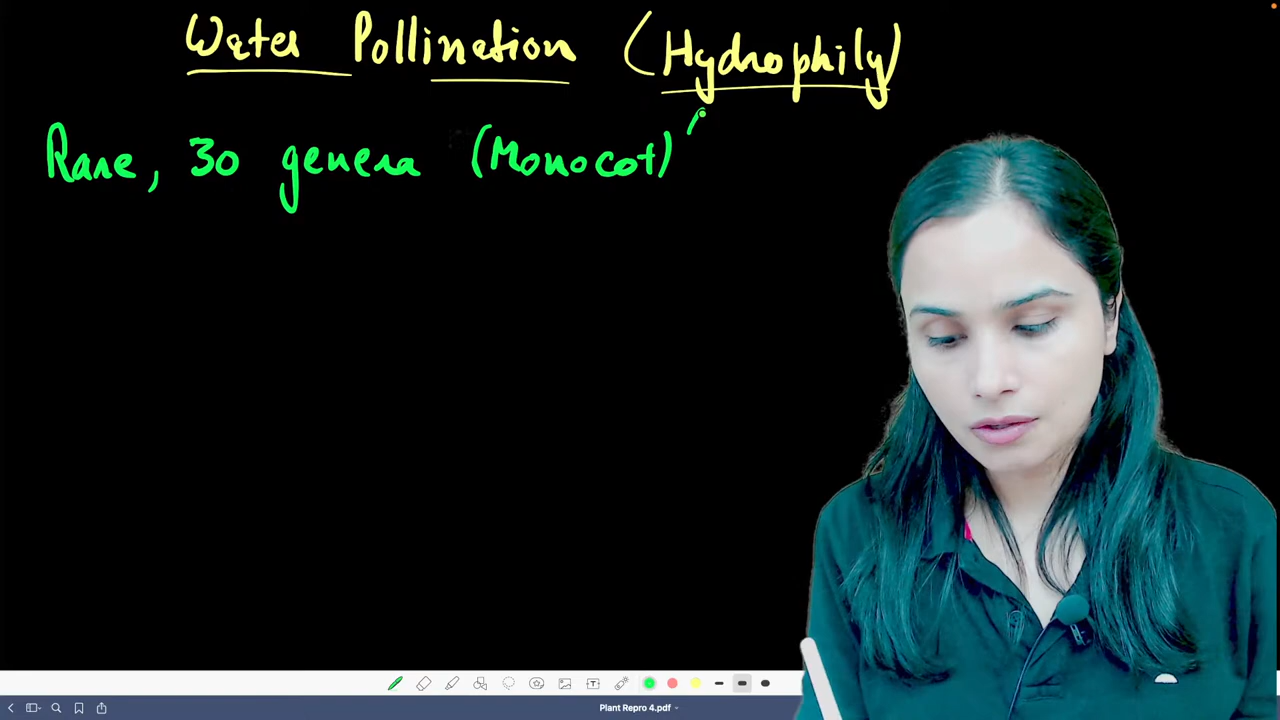 Water Pollination (Hydrophily)
Rare, 30 genera (Monocot)
Plant Repro 4.pdf